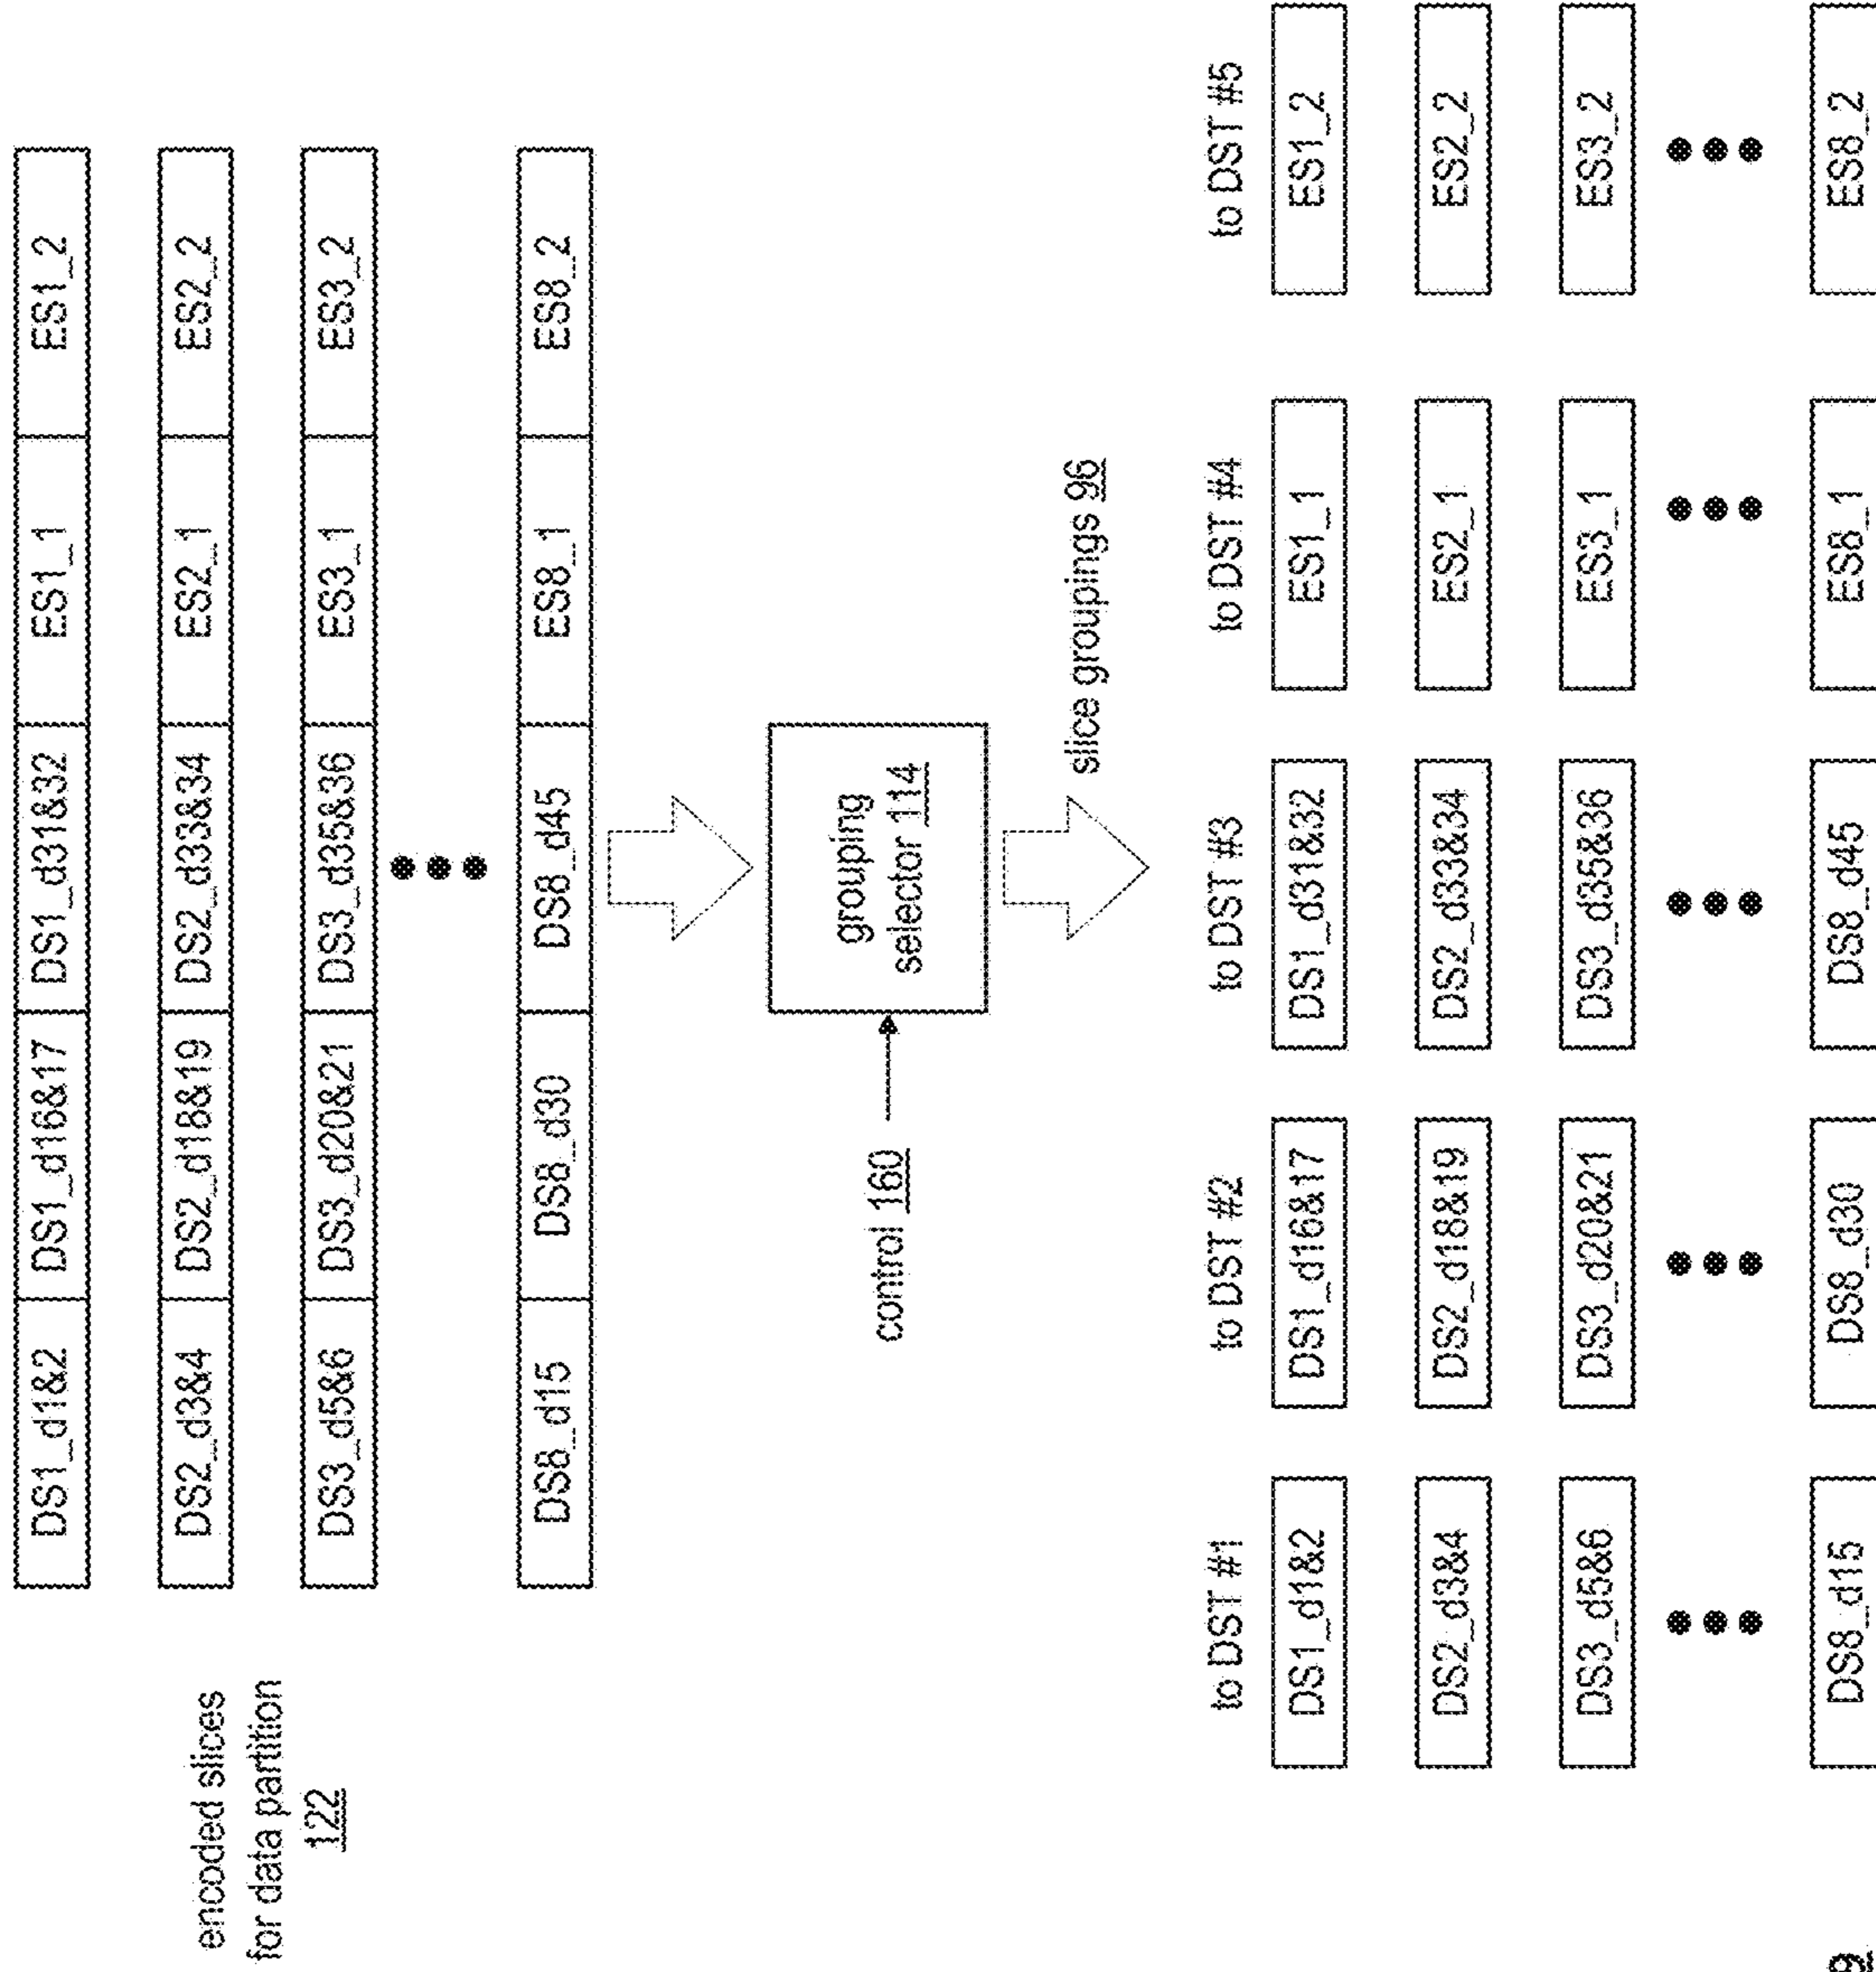 encoded slices
for data partition
122
DS1_d1&2 DS1_d16&17 DS1_d31&32 ES1_1 ES1_2
DS2_d3&4 DS2_d18&19 DS2_d33&34 ES2_1 ES2_2
DS3_d5&6 DS3_d20&21 DS3_d35&36 ES3_1 ES3_2
DS8_d15 DS8_d30 DS8_d45 ES8_1 ES8_2
control 160
grouping
selector 114
slice groupings 96
to DST #1 to DST #2 to DST #3 to DST #4 to DST #5
DS1_d1&2 DS1_d16&17 DS1_d31&32 ES1_1 ES1_2
DS2_d3&4 DS2_d18&19 DS2_d33&34 ES2_1 ES2_2
DS3_d5&6 DS3_d20&21 DS3_d35&36 ES3_1 ES3_2
DS8_d15 DS8_d30 DS8_d45 ES8_1 ES8_2